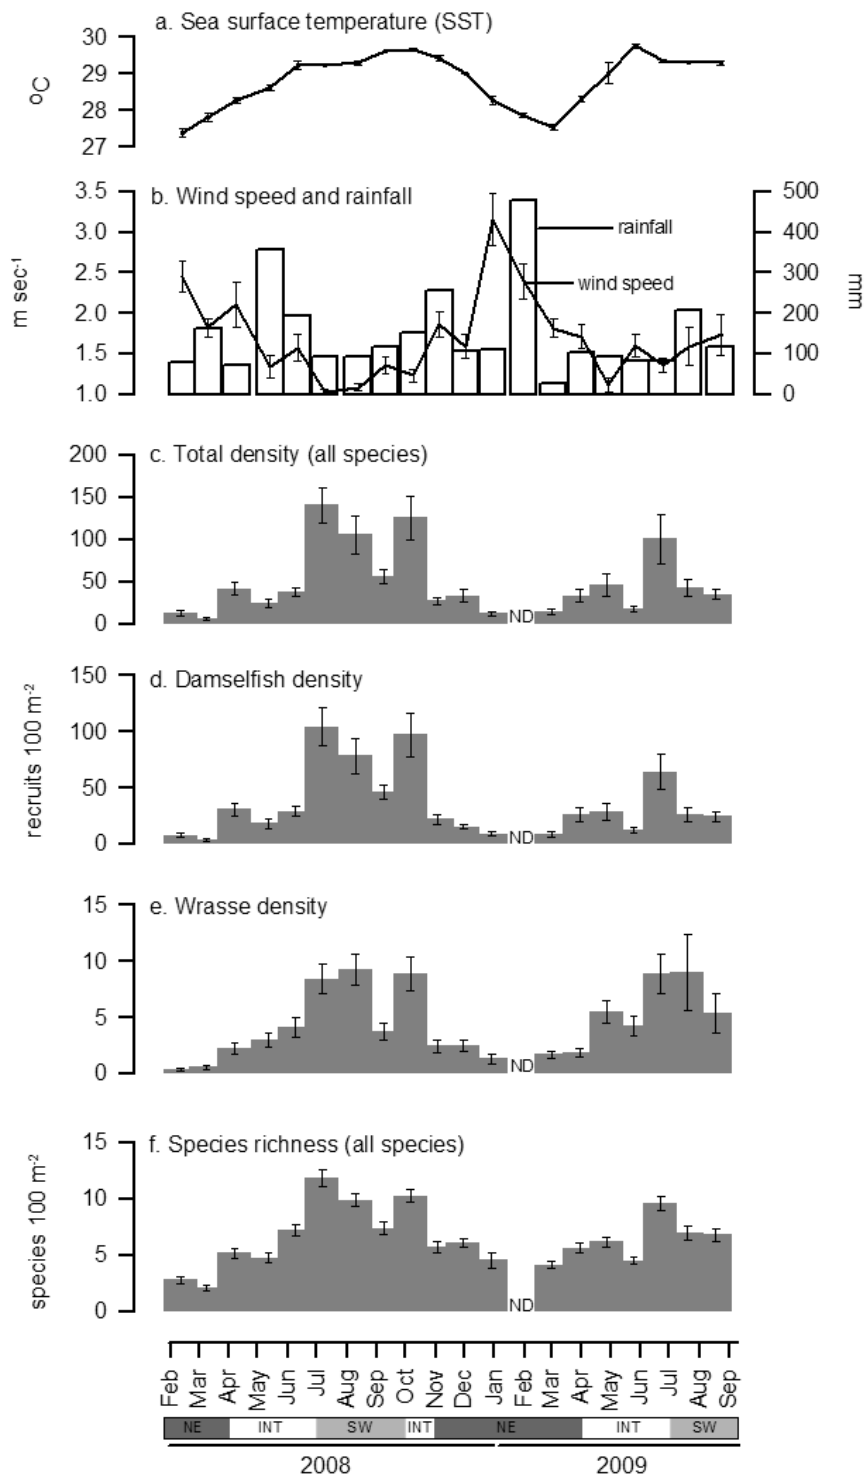 a. Sea surface temperature (SST)
30
29
28
27
ºC
b. Wind speed and rainfall
3.5
3.0
2.5
2.0
1.5
1.0
m sec⁻¹
rainfall
wind speed
500
400
300
200
100
0
mm
c. Total density (all species)
200
150
100
50
0
ND
d. Damselfish density
150
100
50
0
ND
recruits 100 m⁻²
e. Wrasse density
15
10
5
0
ND
f. Species richness (all species)
15
10
5
0
ND
species 100 m⁻²
Feb Mar Apr May Jun Jul Aug Sep Oct Nov Dec Jan Feb Mar Apr May Jun Jul Aug Sep
NE INT SW INT NE INT SW
2008 2009